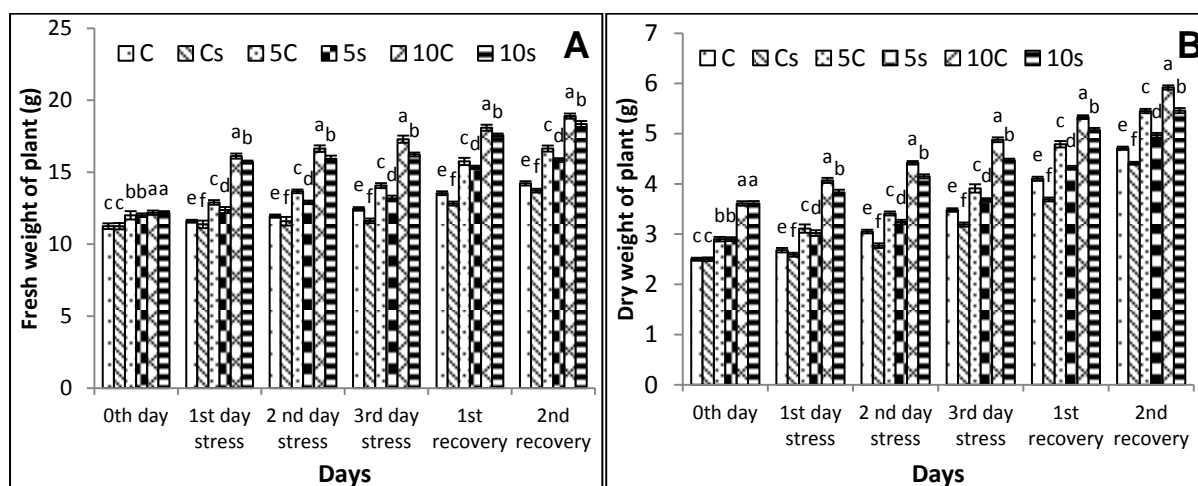 A
Fresh weight of plant (g)
25
20
15
10
5
0
C Cs 5C 5s 10C 10s
c c b b a a
e f c d a b
e f c d a b
e f c d a b
e f c d a b
e f c d a b
0th day
1st day stress
2 nd day stress
3rd day stress
1st recovery
2nd recovery
Days
B
Dry weight of plant (g)
7
6
5
4
3
2
1
0
C Cs 5C 5s 10C 10s
c c b b a a
e f c d a b
e f c d a b
e f c d a b
e f c d a b
e f c d a b
0th day
1st day stress
2 nd day stress
3rd day stress
1st recovery
2nd recovery
Days